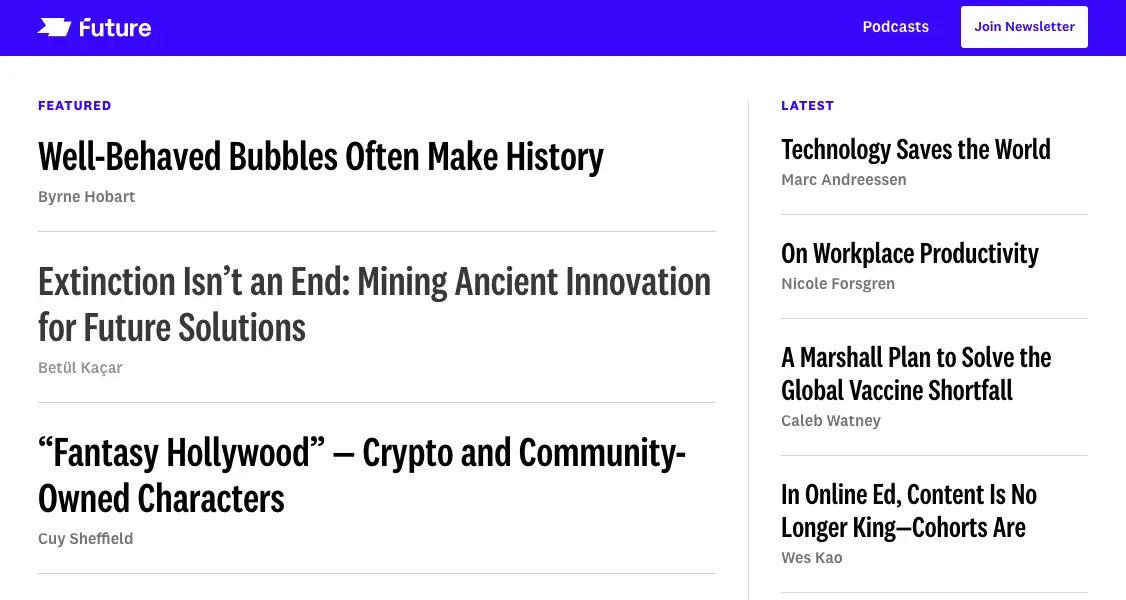 Future
Podcasts
Join Newsletter
FEATURED
Well-Behaved Bubbles Often Make History
Byrne Hobart
Extinction Isn’t an End: Mining Ancient Innovation
for Future Solutions
Betül Kaçar
“Fantasy Hollywood” – Crypto and Community-
Owned Characters
Cuy Sheffield
LATEST
Technology Saves the World
Marc Andreessen
On Workplace Productivity
Nicole Forsgren
A Marshall Plan to Solve the
Global Vaccine Shortfall
Caleb Watney
In Online Ed, Content Is No
Longer King—Cohorts Are
Wes Kao